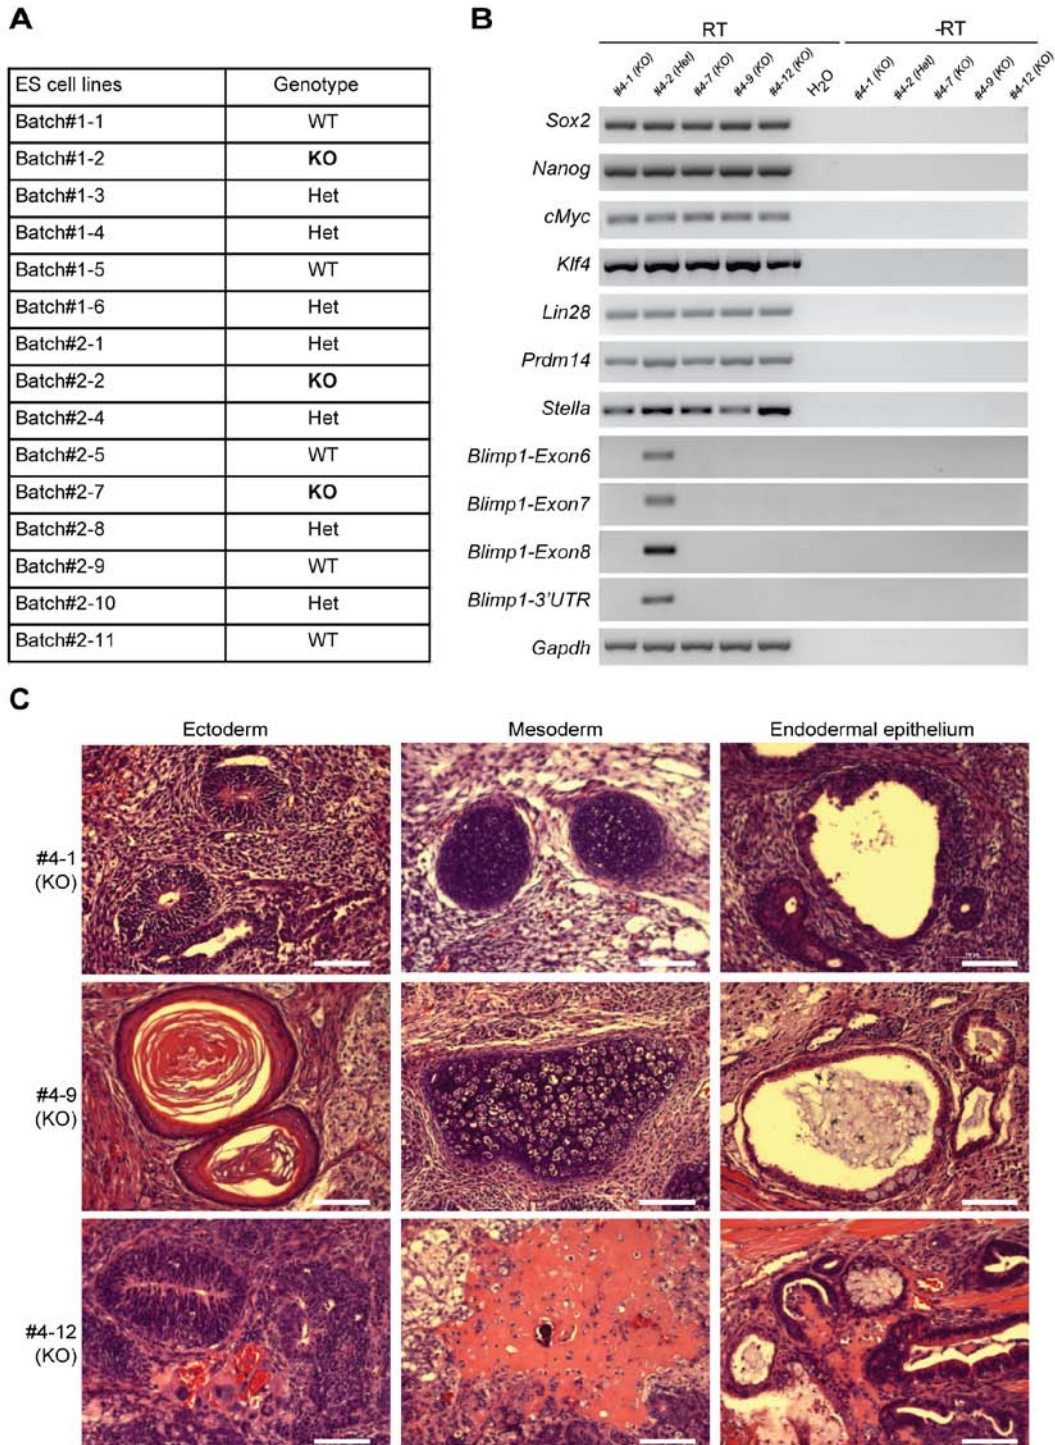 A
ES cell lines Genotype
Batch#1-1 WT
Batch#1-2 KO
Batch#1-3 Het
Batch#1-4 Het
Batch#1-5 WT
Batch#1-6 Het
Batch#2-1 Het
Batch#2-2 KO
Batch#2-4 Het
Batch#2-5 WT
Batch#2-7 KO
Batch#2-8 Het
Batch#2-9 WT
Batch#2-10 Het
Batch#2-11 WT
B
RT -RT
#4-1 (KO) #4-2 (Het) #4-7 (KO) #4-9 (KO) #4-12 (KO) H₂O #4-1 (KO) #4-2 (Het) #4-7 (KO) #4-9 (KO) #4-12 (KO)
Sox2
Nanog
cMyc
Klf4
Lin28
Prdm14
Stella
Blimp1-Exon6
Blimp1-Exon7
Blimp1-Exon8
Blimp1-3'UTR
Gapdh
C
Ectoderm Mesoderm Endodermal epithelium
#4-1
(KO)
#4-9
(KO)
#4-12
(KO)